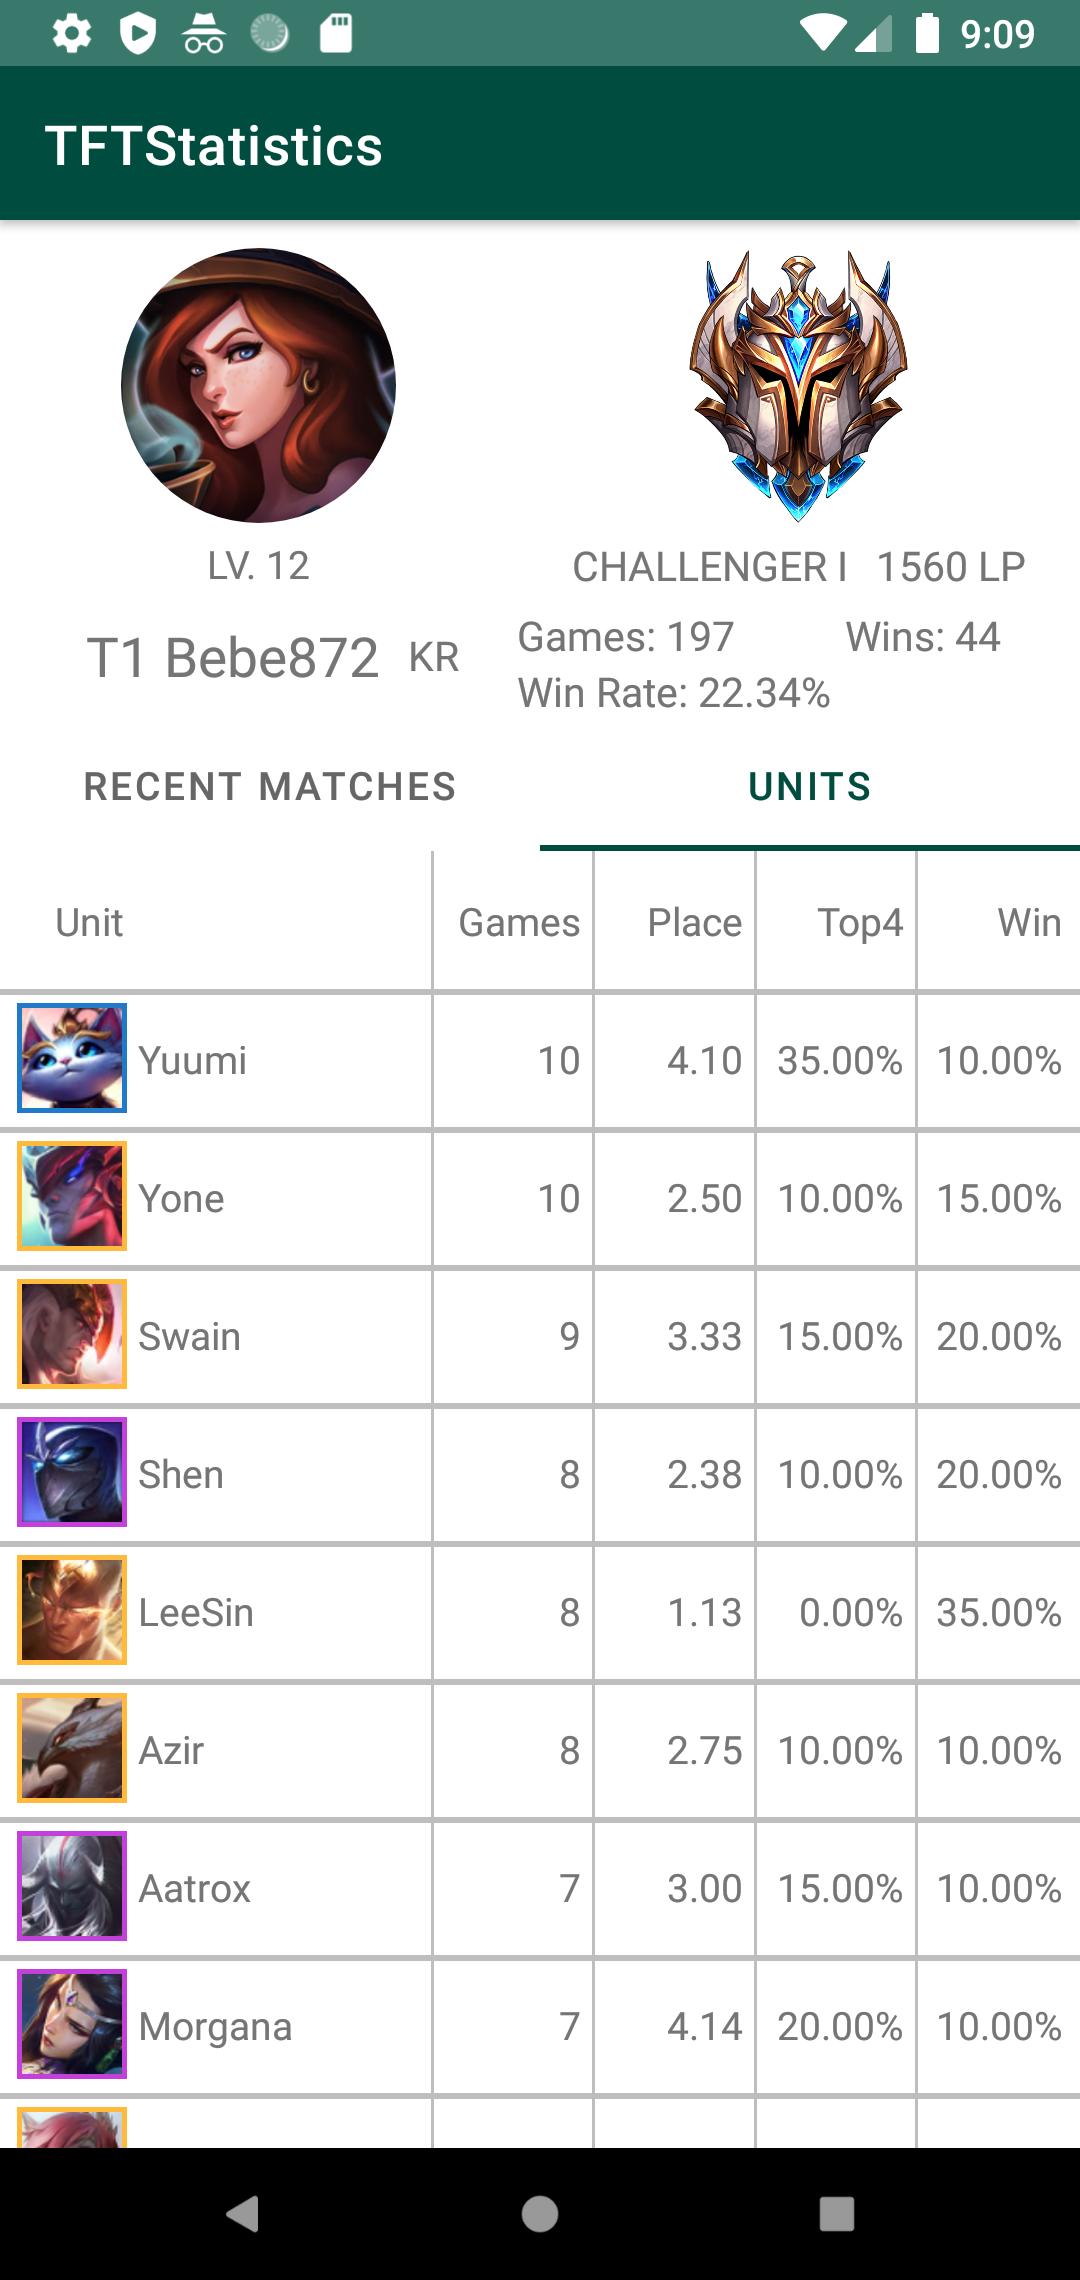 9:09
TFTStatistics
LV. 12
CHALLENGER I 1560 LP
T1 Bebe872 KR
Games: 197 Wins: 44
Win Rate: 22.34%
RECENT MATCHES UNITS
Unit Games Place Top4 Win
Yuumi 10 4.10 35.00% 10.00%
Yone 10 2.50 10.00% 15.00%
Swain 9 3.33 15.00% 20.00%
Shen 8 2.38 10.00% 20.00%
LeeSin 8 1.13 0.00% 35.00%
Azir 8 2.75 10.00% 10.00%
Aatrox 7 3.00 15.00% 10.00%
Morgana 7 4.14 20.00% 10.00%